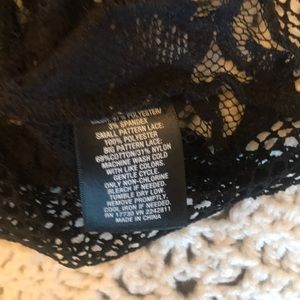 POLYESTER/
% SPANDEX
SMALL PATTERN LACE:
100% POLYESTER
BIG PATTERN LACE:
69%COTTON/31% NYLON
MACHINE WASH COLD
WITH LIKE COLORS.
GENTLE CYCLE.
ONLY NON-CHLORINE
BLEACH IF NEEDED.
TUMBLE DRY LOW.
REMOVE PROMPTLY.
COOL IRON IF NEEDED.
RN 17730 VN 2242811
MADE IN CHINA